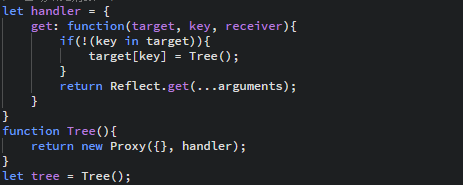 let handler = {
    get: function(target, key, receiver){
        if(!(key in target)){
            target[key] = Tree();
        }
        return Reflect.get(...arguments);
    }
}
function Tree(){
    return new Proxy({}, handler);
}
let tree = Tree();